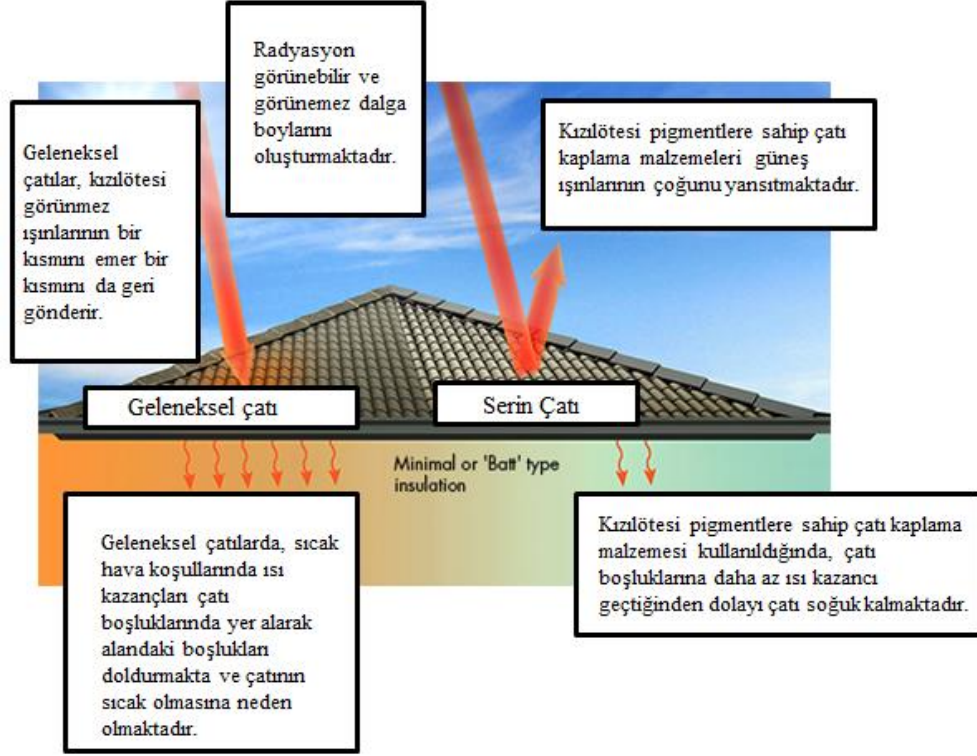 Radyasyon
görünebilir ve
görünemez dalga
boylarını
oluşturmaktadır.
Geleneksel
çatılar, kızılötesi
görünmez
ışınlarının bir
kısmını emer bir
kısmını da geri
gönderir.
Kızılötesi pigmentlere sahip çatı
kaplama malzemeleri güneş
ışınlarının çoğunu yansıtmaktadır.
Geleneksel çatı
Serin Çatı
Minimal or 'Batt' type
insulation
Geleneksel çatılarda, sıcak
hava koşullarında ısı
kazançları çatı
boşluklarında yer alarak
alandaki boşlukları
doldurmakta ve çatının
sıcak olmasına neden
olmaktadır.
Kızılötesi pigmentlere sahip çatı kaplama
malzemesi kullanıldığında, çatı
boşluklarına daha az ısı kazancı
geçtiğinden dolayı çatı soğuk kalmaktadır.